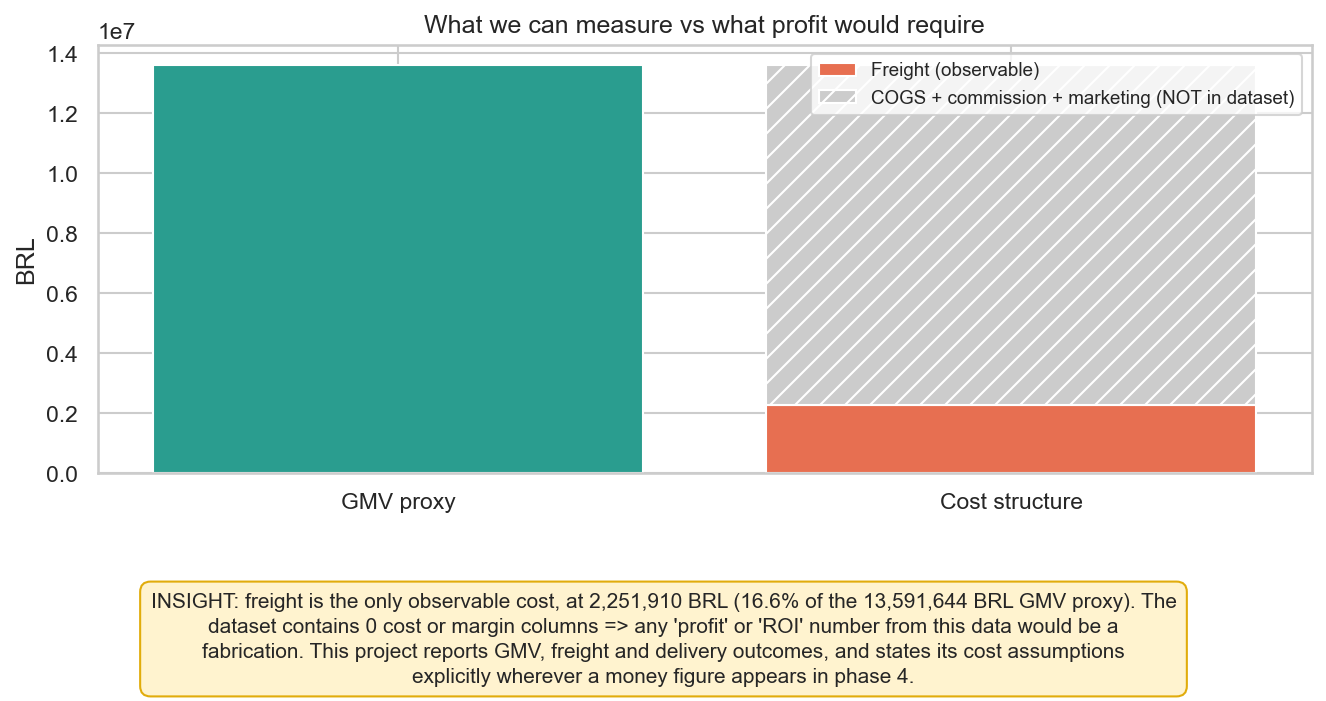 What we can measure vs what profit would require
1e7
1.4
1.2
1.0
0.8
0.6
0.4
0.2
0.0
BRL
Freight (observable)
COGS + commission + marketing (NOT in dataset)
GMV proxy
Cost structure
INSIGHT: freight is the only observable cost, at 2,251,910 BRL (16.6% of the 13,591,644 BRL GMV proxy). The
dataset contains 0 cost or margin columns => any 'profit' or 'ROI' number from this data would be a
fabrication. This project reports GMV, freight and delivery outcomes, and states its cost assumptions
explicitly wherever a money figure appears in phase 4.